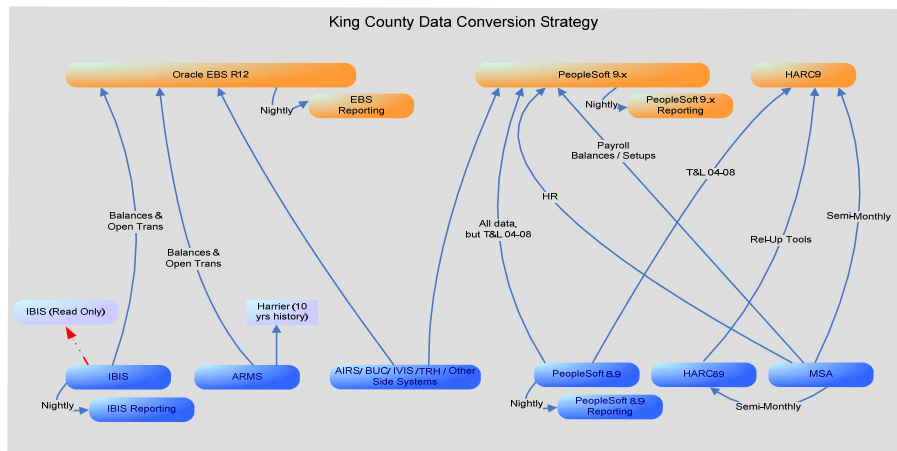 King County Data Conversion Strategy
Oracle EBS R12
PeopleSoft 9.x
HARC9
Nightly
EBS
Reporting
Nightly
PeopleSoft 9.x
Reporting
Payroll
Balances / Setups
T&L 04-08
HR
Balances &
Open Trans
All data,
but T&L 04-08
Semi-Monthly
Rel-Up Tools
Balances &
Open Trans
IBIS (Read Only)
Harrier (10
yrs history)
IBIS
ARMS
AIRS/ BUC/ IVIS /TRH / Other
Side Systems
PeopleSoft 8.9
HARC89
MSA
Nightly
IBIS Reporting
Nightly
PeopleSoft 8.9
Reporting
Semi-Monthly